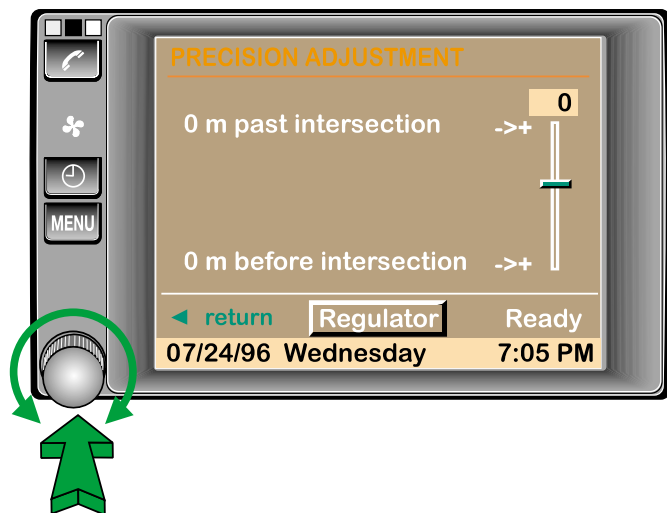 PRECISION ADJUSTMENT
0
0 m past intersection ->+
0 m before intersection ->+
◄ return Regulator Ready
07/24/96 Wednesday 7:05 PM
MENU